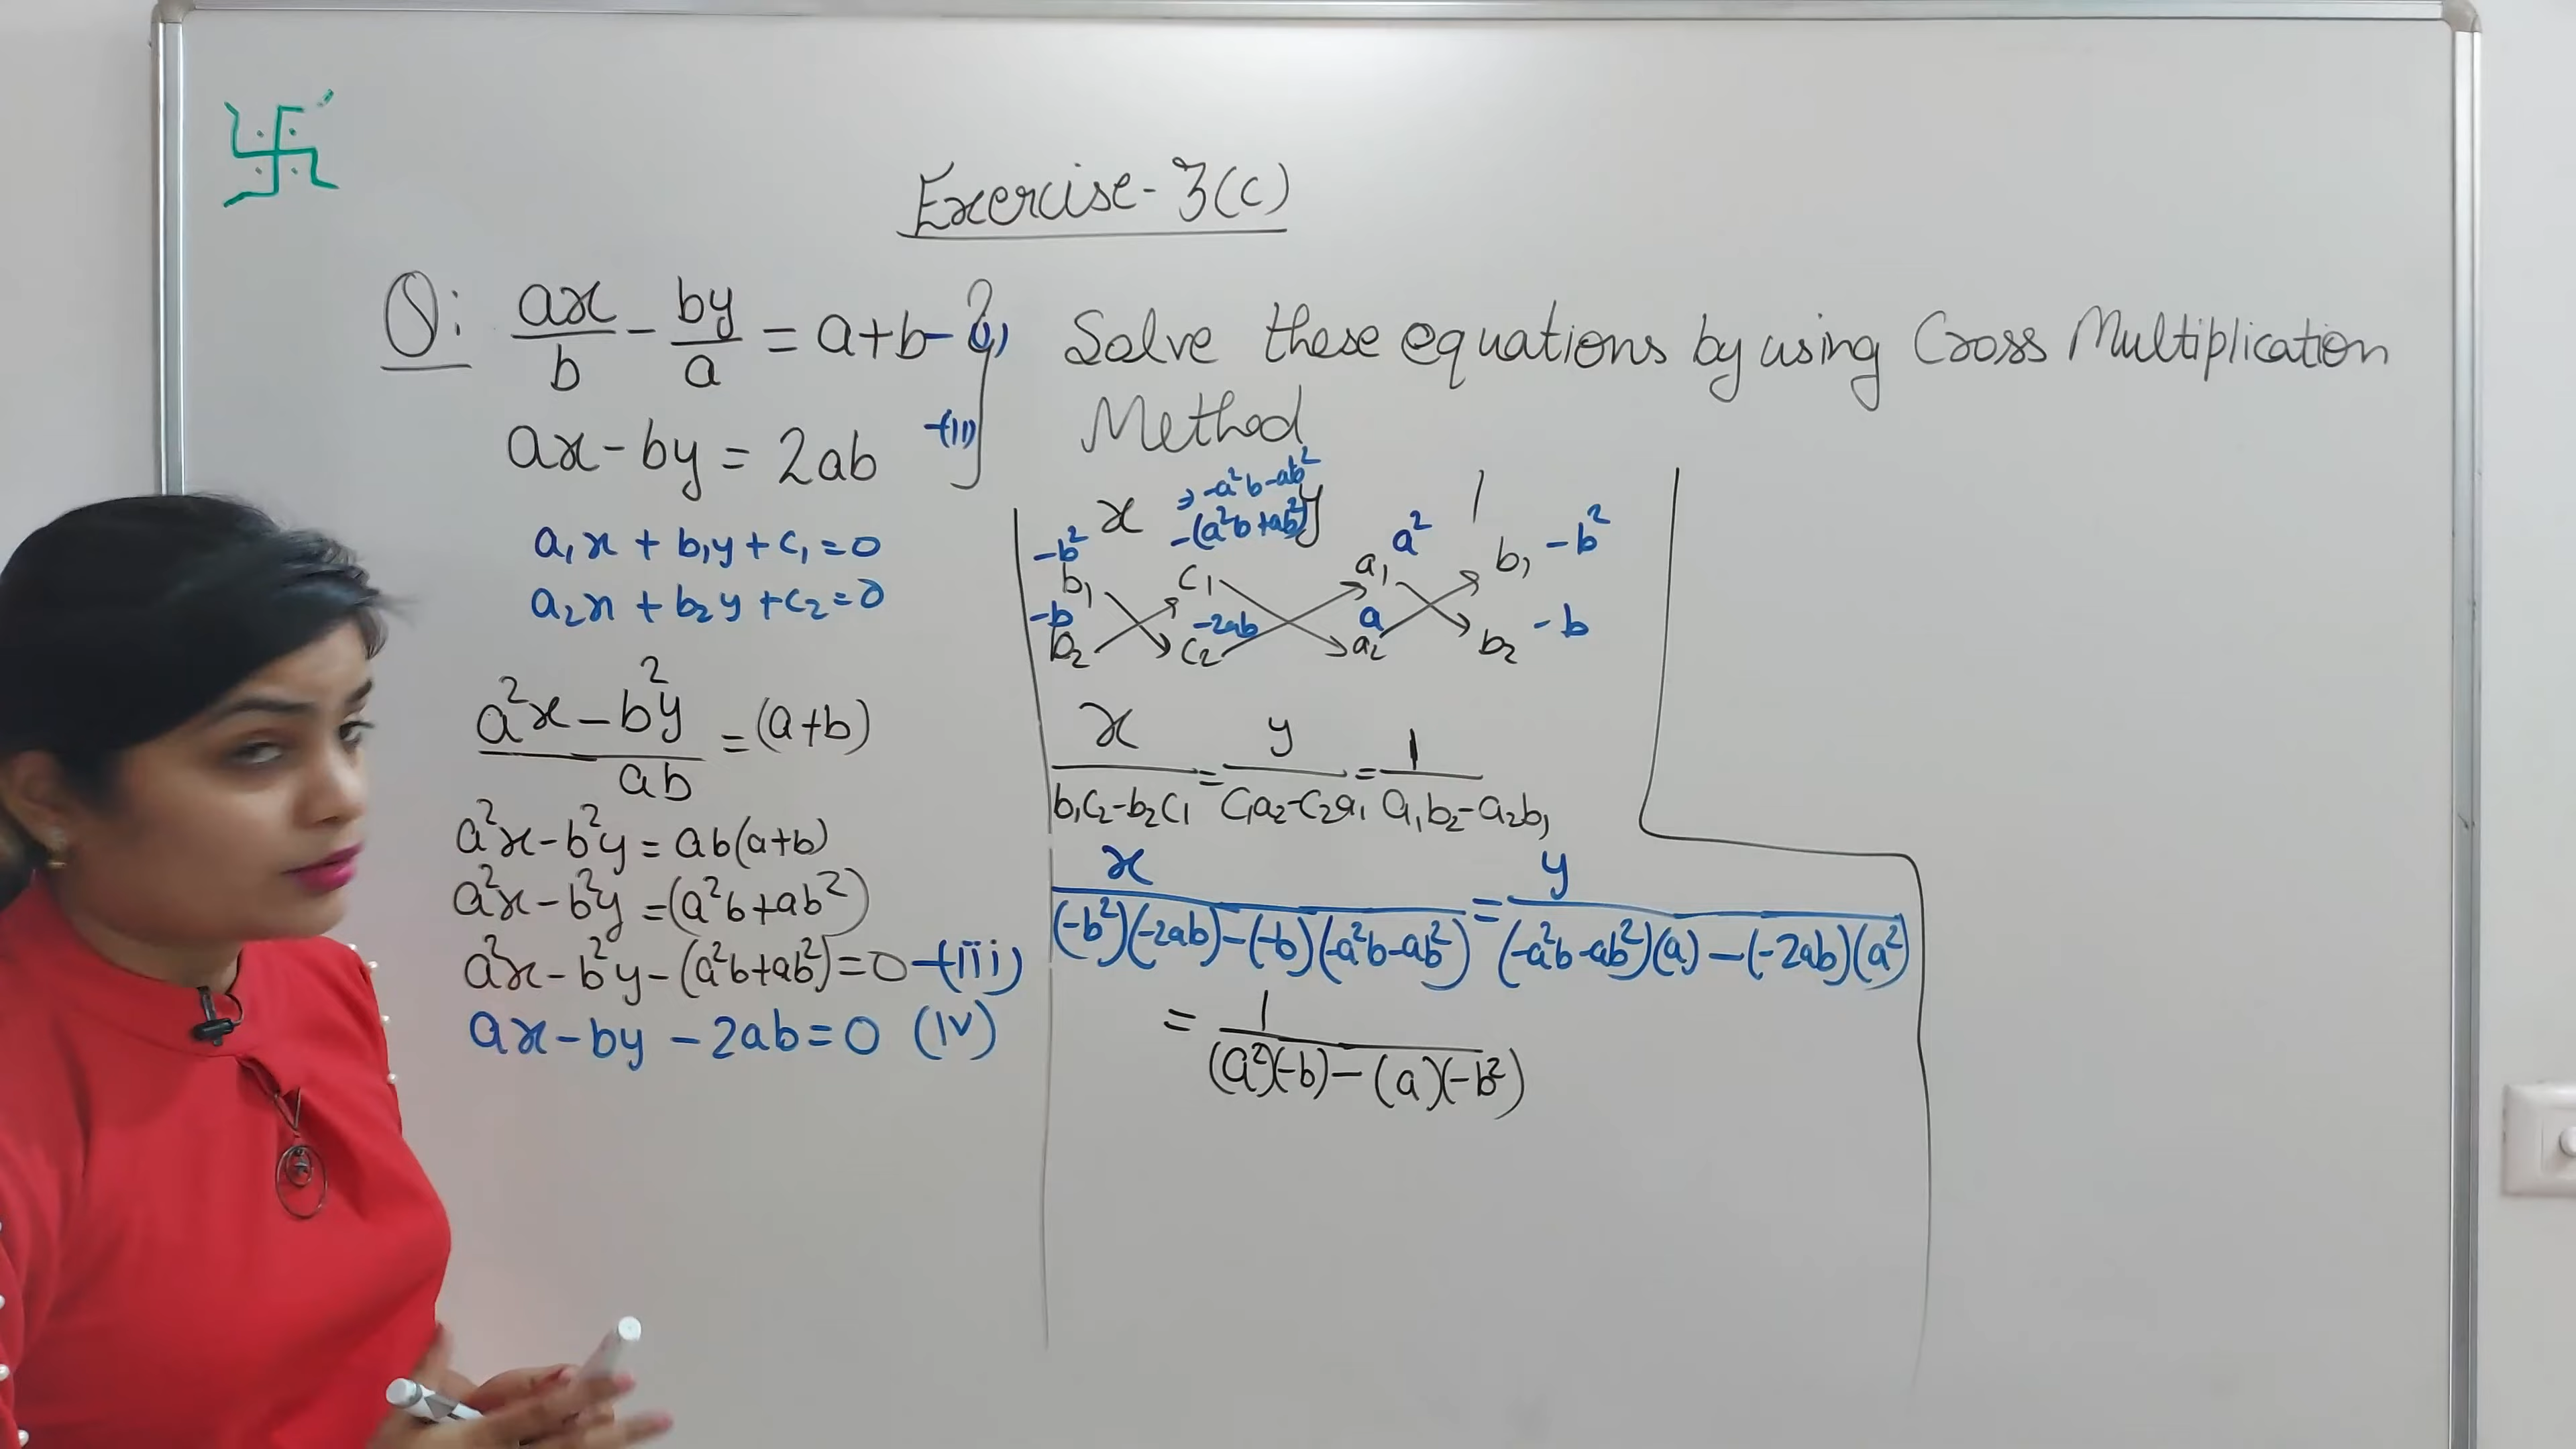 Exercise-3(c)
Q: ax/b - by/a = a+b -(i)
Solve these equations by using Cross Multiplication
Method
ax-by = 2ab -(ii)
a₁x + b₁y + c₁ = 0
a₂x + b₂y + c₂ = 0
(a²x - b²y)/ab = (a+b)
a²x - b²y = ab(a+b)
a²x - b²y = (a²b+ab²)
a²x - b²y - (a²b+ab²) = 0 -(iii)
ax - by - 2ab = 0 (iv)
x ⇒ -a²b-ab² y 1
-b² -(a²b+ab²) a² -b²
b₁ c₁ a₁ b₁
-b -2ab a -b
b₂ c₂ a₂ b₂
x/(b₁c₂-b₂c₁) = y/(c₁a₂-c₂a₁) = 1/(a₁b₂-a₂b₁)
x/((-b²)(-2ab)-(-b)(-a²b-ab²)) = y/((-a²b-ab²)(a)-(-2ab)(a²))
= 1/((a²)(-b)-(a)(-b²))